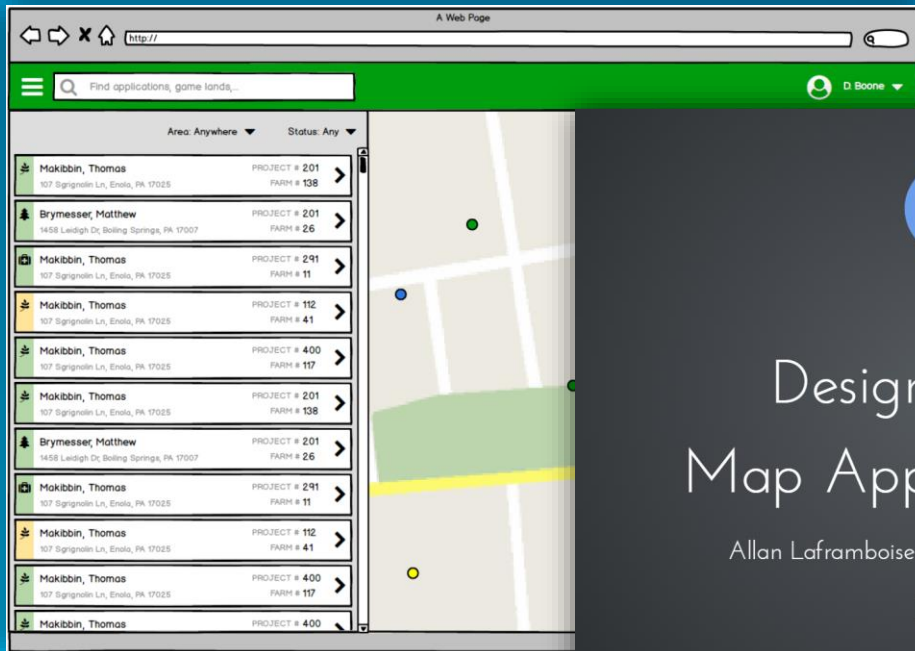 A Web Page
http://
Find applications, game lands,...
D. Boone
Area: Anywhere Status: Any
Makibbin, Thomas PROJECT # 201
107 Sgrignolin Ln, Enola, PA 17025 FARM # 138
Brymesser, Matthew PROJECT # 201
1458 Leidigh Dr, Boiling Springs, PA 17007 FARM # 26
Makibbin, Thomas PROJECT # 291
107 Sgrignolin Ln, Enola, PA 17025 FARM # 11
Makibbin, Thomas PROJECT # 112
107 Sgrignolin Ln, Enola, PA 17025 FARM # 41
Makibbin, Thomas PROJECT # 400
107 Sgrignolin Ln, Enola, PA 17025 FARM # 117
Makibbin, Thomas PROJECT # 201
107 Sgrignolin Ln, Enola, PA 17025 FARM # 138
Brymesser, Matthew PROJECT # 201
1458 Leidigh Dr, Boiling Springs, PA 17007 FARM # 26
Makibbin, Thomas PROJECT # 291
107 Sgrignolin Ln, Enola, PA 17025 FARM # 11
Makibbin, Thomas PROJECT # 112
107 Sgrignolin Ln, Enola, PA 17025 FARM # 41
Makibbin, Thomas PROJECT # 400
107 Sgrignolin Ln, Enola, PA 17025 FARM # 117
Makibbin, Thomas PROJECT # 400
Design
Map App
Allan Laframboise